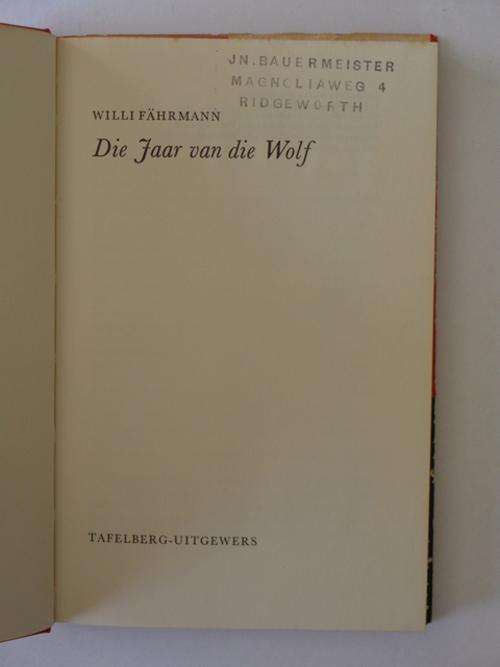 JN. BAUERMEISTER
MAGNOLIAWEG 4
RIDGEWORTH
WILLI FÄHRMANN
Die Jaar van die Wolf
TAFELBERG-UITGEWERS